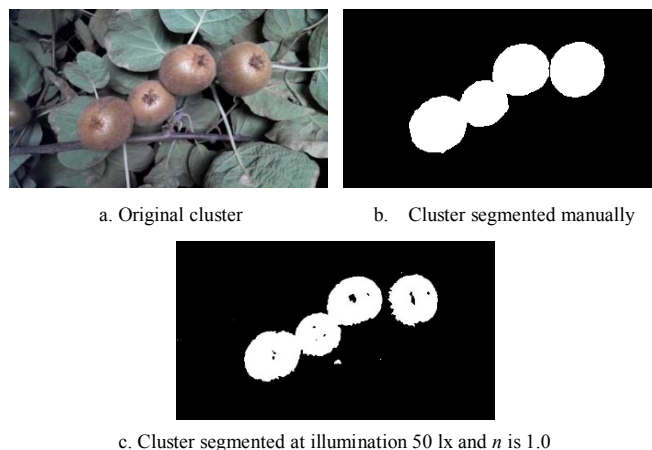 a. Original cluster
b. Cluster segmented manually
c. Cluster segmented at illumination 50 lx and n is 1.0